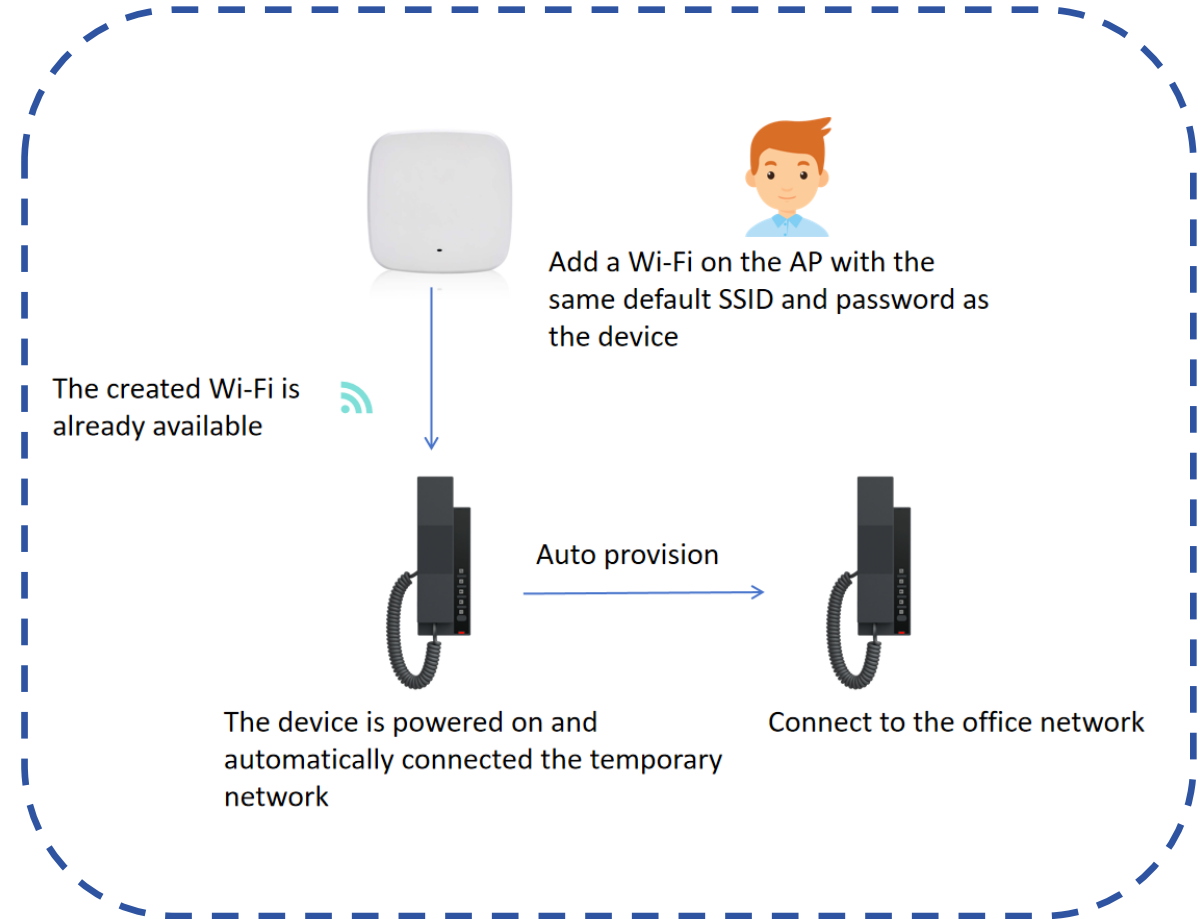 Add a Wi-Fi on the AP with the
same default SSID and password as
the device
The created Wi-Fi is
already available
Auto provision
The device is powered on and
automatically connected the temporary
network
Connect to the office network